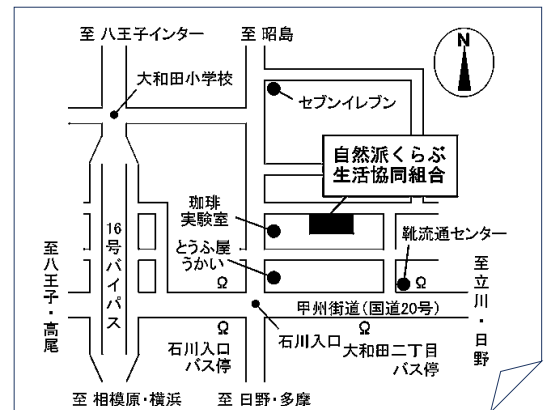 至 八王子インター
至 昭島
N
大和田小学校
セブンイレブン
自然派くらぶ
生活協同組合
珈琲
実験室
16号バイパス
とうふ屋
うかい
靴流通センター
至八王子・高尾
至立川・日野
甲州街道(国道20号)
石川入口
バス停
石川入口
大和田二丁目
バス停
至 相模原・横浜
至 日野・多摩